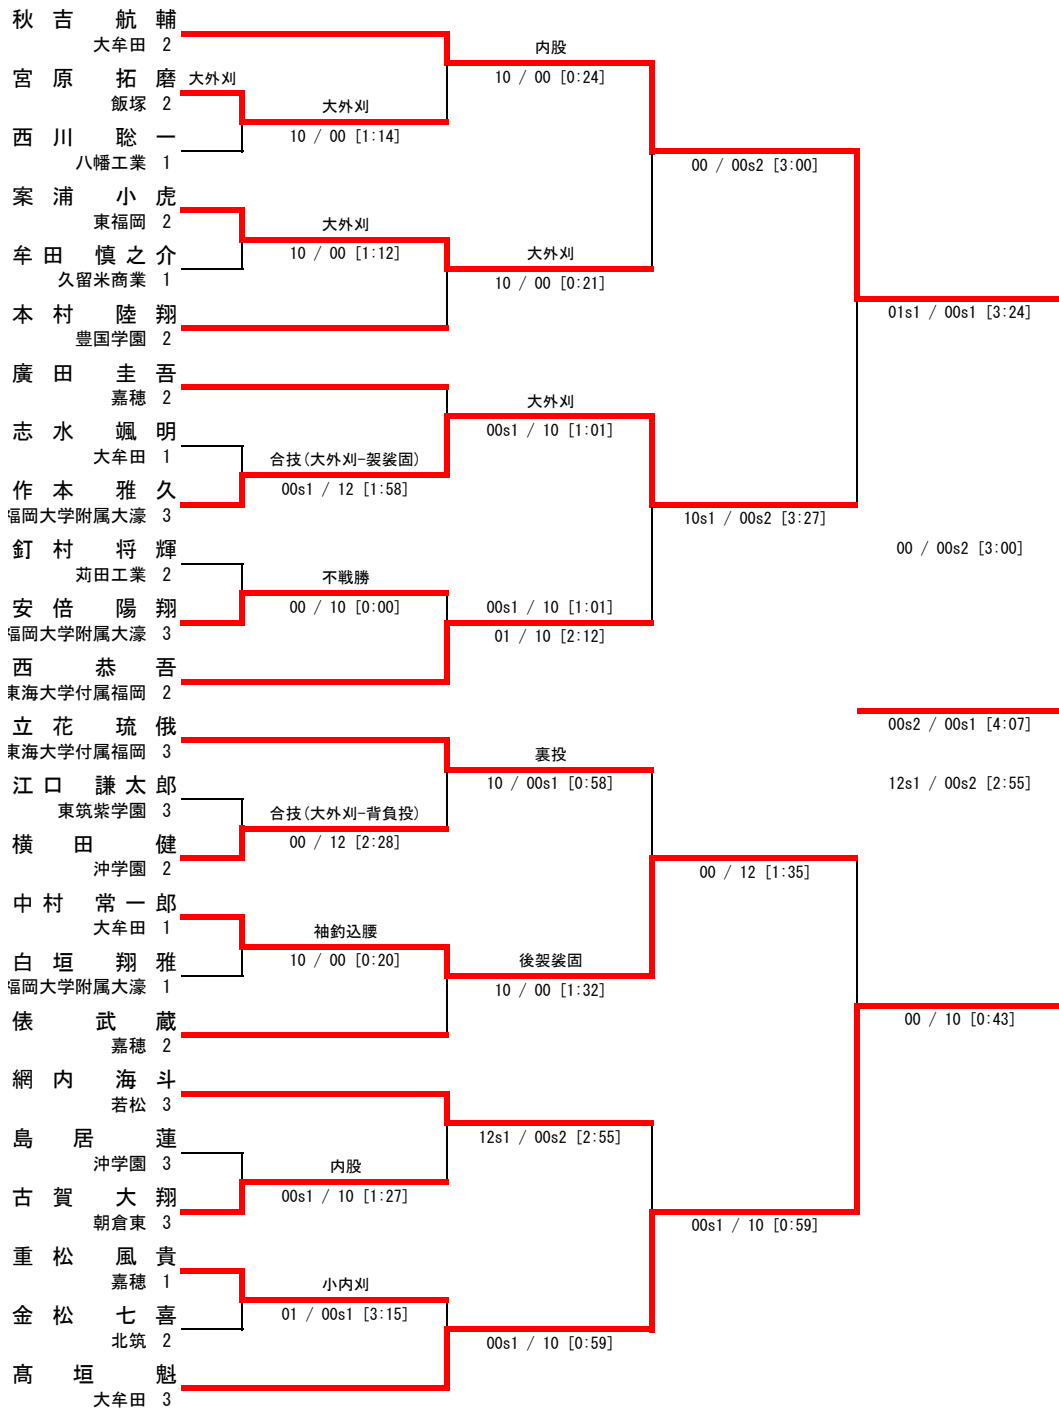 秋吉 航輔
大牟田 2
内股
10 / 00 [0:24]
宮原 拓磨
飯塚 2
大外刈
大外刈
10 / 00 [1:14]
西川 聡一
八幡工業 1
00 / 00s2 [3:00]
案浦 小虎
東福岡 2
大外刈
10 / 00 [1:12]
牟田 慎之介
久留米商業 1
大外刈
10 / 00 [0:21]
本村 陸翔
豊国学園 2
01s1 / 00s1 [3:24]
廣田 圭吾
嘉穂 2
大外刈
00s1 / 10 [1:01]
志水 颯明
大牟田 1
合技(大外刈-袈裟固)
00s1 / 12 [1:58]
作本 雅久
福岡大学附属大濠 3
10s1 / 00s2 [3:27]
釘村 将輝
苅田工業 2
00 / 00s2 [3:00]
不戦勝
00 / 10 [0:00]
安倍 陽翔
福岡大学附属大濠 3
00s1 / 10 [1:01]
01 / 10 [2:12]
西 恭吾
東海大学付属福岡 2
立花 琉俄
東海大学付属福岡 3
00s2 / 00s1 [4:07]
裏投
10 / 00s1 [0:58]
12s1 / 00s2 [2:55]
江口 謙太郎
東筑紫学園 3
合技(大外刈-背負投)
00 / 12 [2:28]
横田 健
沖学園 2
00 / 12 [1:35]
中村 常一郎
大牟田 1
袖釣込腰
10 / 00 [0:20]
白垣 翔雅
福岡大学附属大濠 1
後袈裟固
10 / 00 [1:32]
俵 武蔵
嘉穂 2
00 / 10 [0:43]
網内 海斗
若松 3
12s1 / 00s2 [2:55]
島居 蓮
沖学園 3
内股
00s1 / 10 [1:27]
古賀 大翔
朝倉東 3
00s1 / 10 [0:59]
重松 風貴
嘉穂 1
小内刈
01 / 00s1 [3:15]
金松 七喜
北筑 2
00s1 / 10 [0:59]
髙垣 魁
大牟田 3